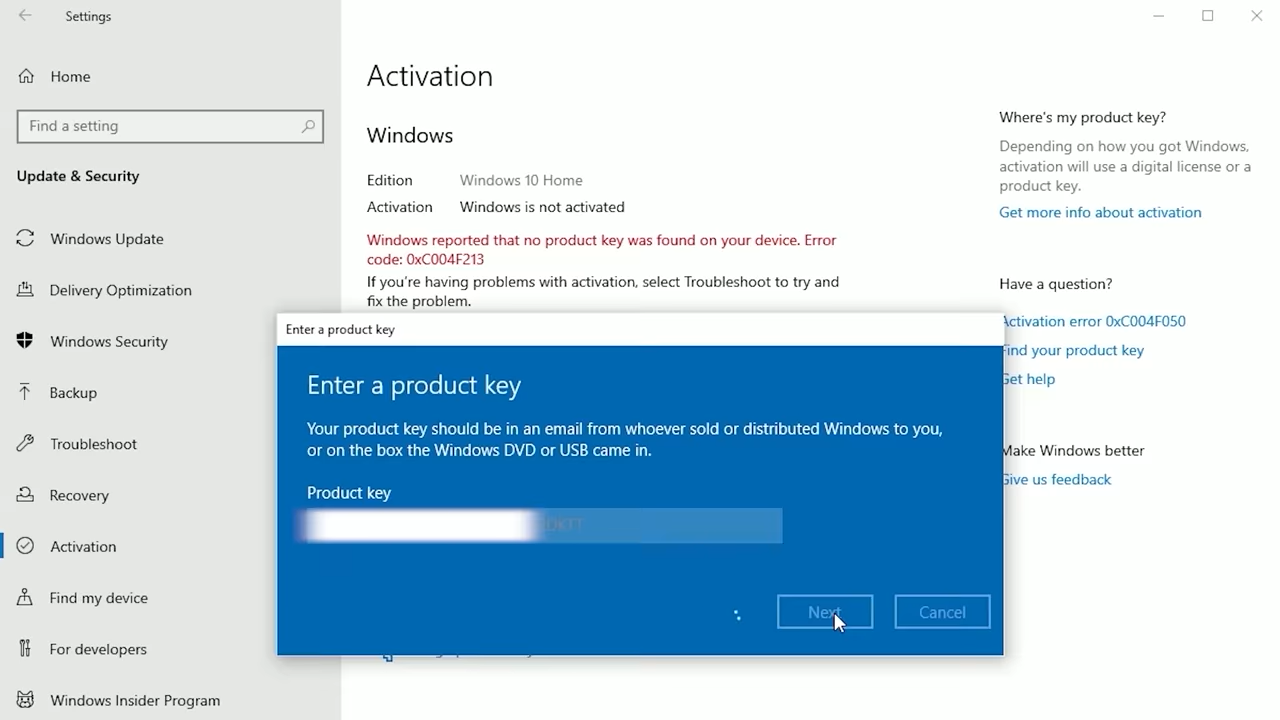 Settings
Home
Find a setting
Update & Security
Windows Update
Delivery Optimization
Windows Security
Backup
Troubleshoot
Recovery
Activation
Find my device
For developers
Windows Insider Program
Activation
Windows
Edition Windows 10 Home
Activation Windows is not activated
Windows reported that no product key was found on your device. Error
code: 0xC004F213
If you're having problems with activation, select Troubleshoot to try and
fix the problem.
Enter a product key
Enter a product key
Your product key should be in an email from whoever sold or distributed Windows to you,
or on the box the Windows DVD or USB came in.
Product key
Next Cancel
Where's my product key?
Depending on how you got Windows,
activation will use a digital license or a
product key.
Get more info about activation
Have a question?
Activation error 0xC004F050
Find your product key
Get help
Make Windows better
Give us feedback